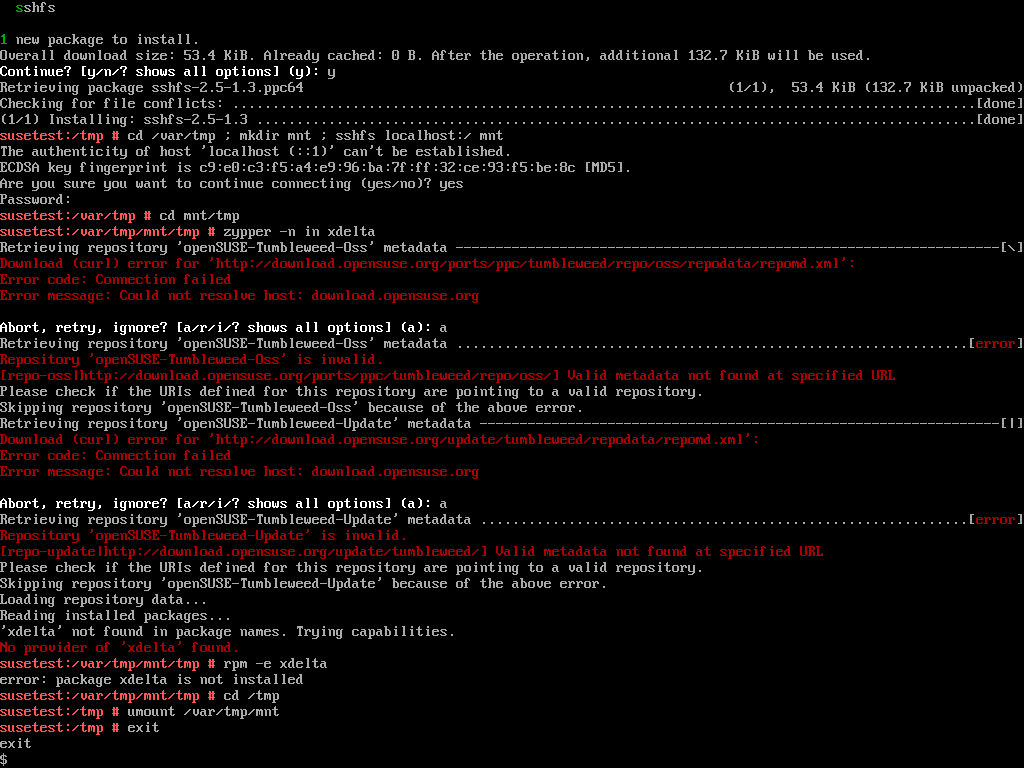 sshfs
1 new package to install.
Overall download size: 53.4 KiB. Already cached: 0 B. After the operation, additional 132.7 KiB will be used.
Continue? [y/n/? shows all options] (y): y
Retrieving package sshfs-2.5-1.3.ppc64 (1/1), 53.4 KiB (132.7 KiB unpacked)
Checking for file conflicts: ..............................................................................................[done]
(1/1) Installing: sshfs-2.5-1.3 ...........................................................................................[done]
susetest:/tmp # cd /var/tmp ; mkdir mnt ; sshfs localhost:/ mnt
The authenticity of host 'localhost (::1)' can't be established.
ECDSA key fingerprint is c9:e0:c3:f5:a4:e9:96:ba:7f:ff:32:ce:93:f5:be:8c [MD5].
Are you sure you want to continue connecting (yes/no)? yes
Password:
susetest:/var/tmp # cd mnt/tmp
susetest:/var/tmp/mnt/tmp # zypper -n in xdelta
Retrieving repository 'openSUSE-Tumbleweed-Oss' metadata --------------------------------------------------------------------[\]
Download (curl) error for 'http://download.opensuse.org/ports/ppc/tumbleweed/repo/oss/repodata/repomd.xml':
Error code: Connection failed
Error message: Could not resolve host: download.opensuse.org
Abort, retry, ignore? [a/r/i/? shows all options] (a): a
Retrieving repository 'openSUSE-Tumbleweed-Oss' metadata ................................................................[error]
Repository 'openSUSE-Tumbleweed-Oss' is invalid.
[repo-oss|http://download.opensuse.org/ports/ppc/tumbleweed/repo/oss/] Valid metadata not found at specified URL
Please check if the URIs defined for this repository are pointing to a valid repository.
Skipping repository 'openSUSE-Tumbleweed-Oss' because of the above error.
Retrieving repository 'openSUSE-Tumbleweed-Update' metadata -----------------------------------------------------------------[|]
Download (curl) error for 'http://download.opensuse.org/update/tumbleweed/repodata/repomd.xml':
Error code: Connection failed
Error message: Could not resolve host: download.opensuse.org
Abort, retry, ignore? [a/r/i/? shows all options] (a): a
Retrieving repository 'openSUSE-Tumbleweed-Update' metadata .............................................................[error]
Repository 'openSUSE-Tumbleweed-Update' is invalid.
[repo-update|http://download.opensuse.org/update/tumbleweed/] Valid metadata not found at specified URL
Please check if the URIs defined for this repository are pointing to a valid repository.
Skipping repository 'openSUSE-Tumbleweed-Update' because of the above error.
Loading repository data...
Reading installed packages...
'xdelta' not found in package names. Trying capabilities.
No provider of 'xdelta' found.
susetest:/var/tmp/mnt/tmp # rpm -e xdelta
error: package xdelta is not installed
susetest:/var/tmp/mnt/tmp # cd /tmp
susetest:/tmp # umount /var/tmp/mnt
susetest:/tmp # exit
exit
$